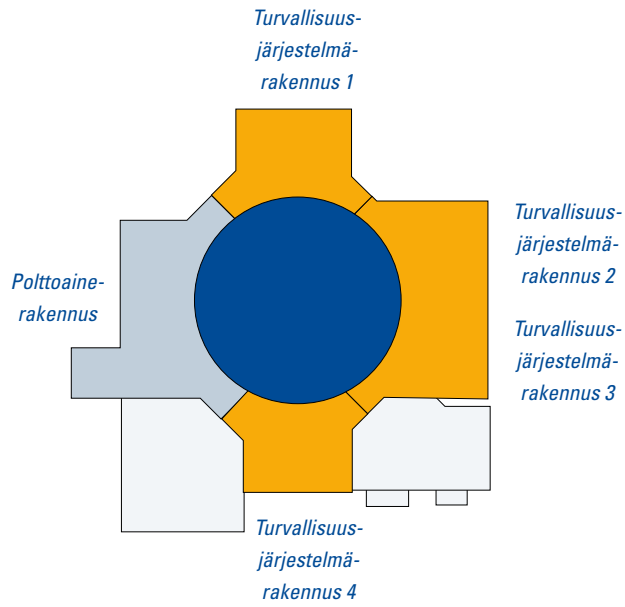 Turvallisuus-
järjestelmä-
rakennus 1
Turvallisuus-
järjestelmä-
rakennus 2
Polttoaine-
rakennus
Turvallisuus-
järjestelmä-
rakennus 3
Turvallisuus-
järjestelmä-
rakennus 4